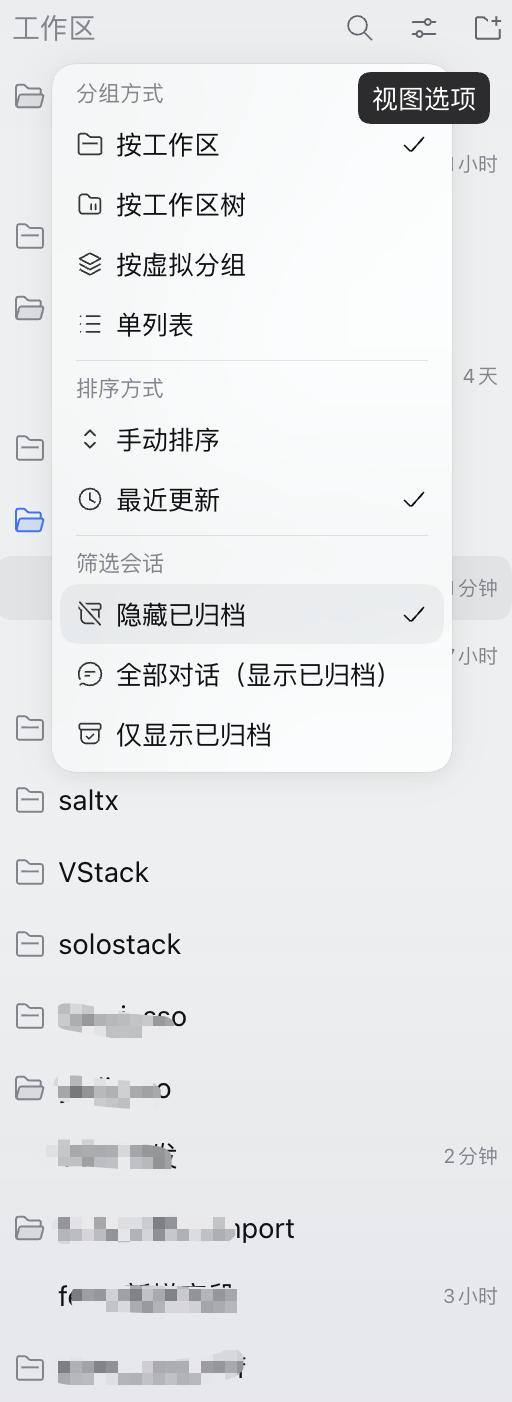 工作区
分组方式
视图选项
按工作区
小时
按工作区树
按虚拟分组
单列表
排序方式
4 天
手动排序
最近更新
筛选会话
分钟
隐藏已归档
小时
全部对话（显示已归档）
仅显示已归档
saltx
VStack
solostack
2 分钟
3 小时